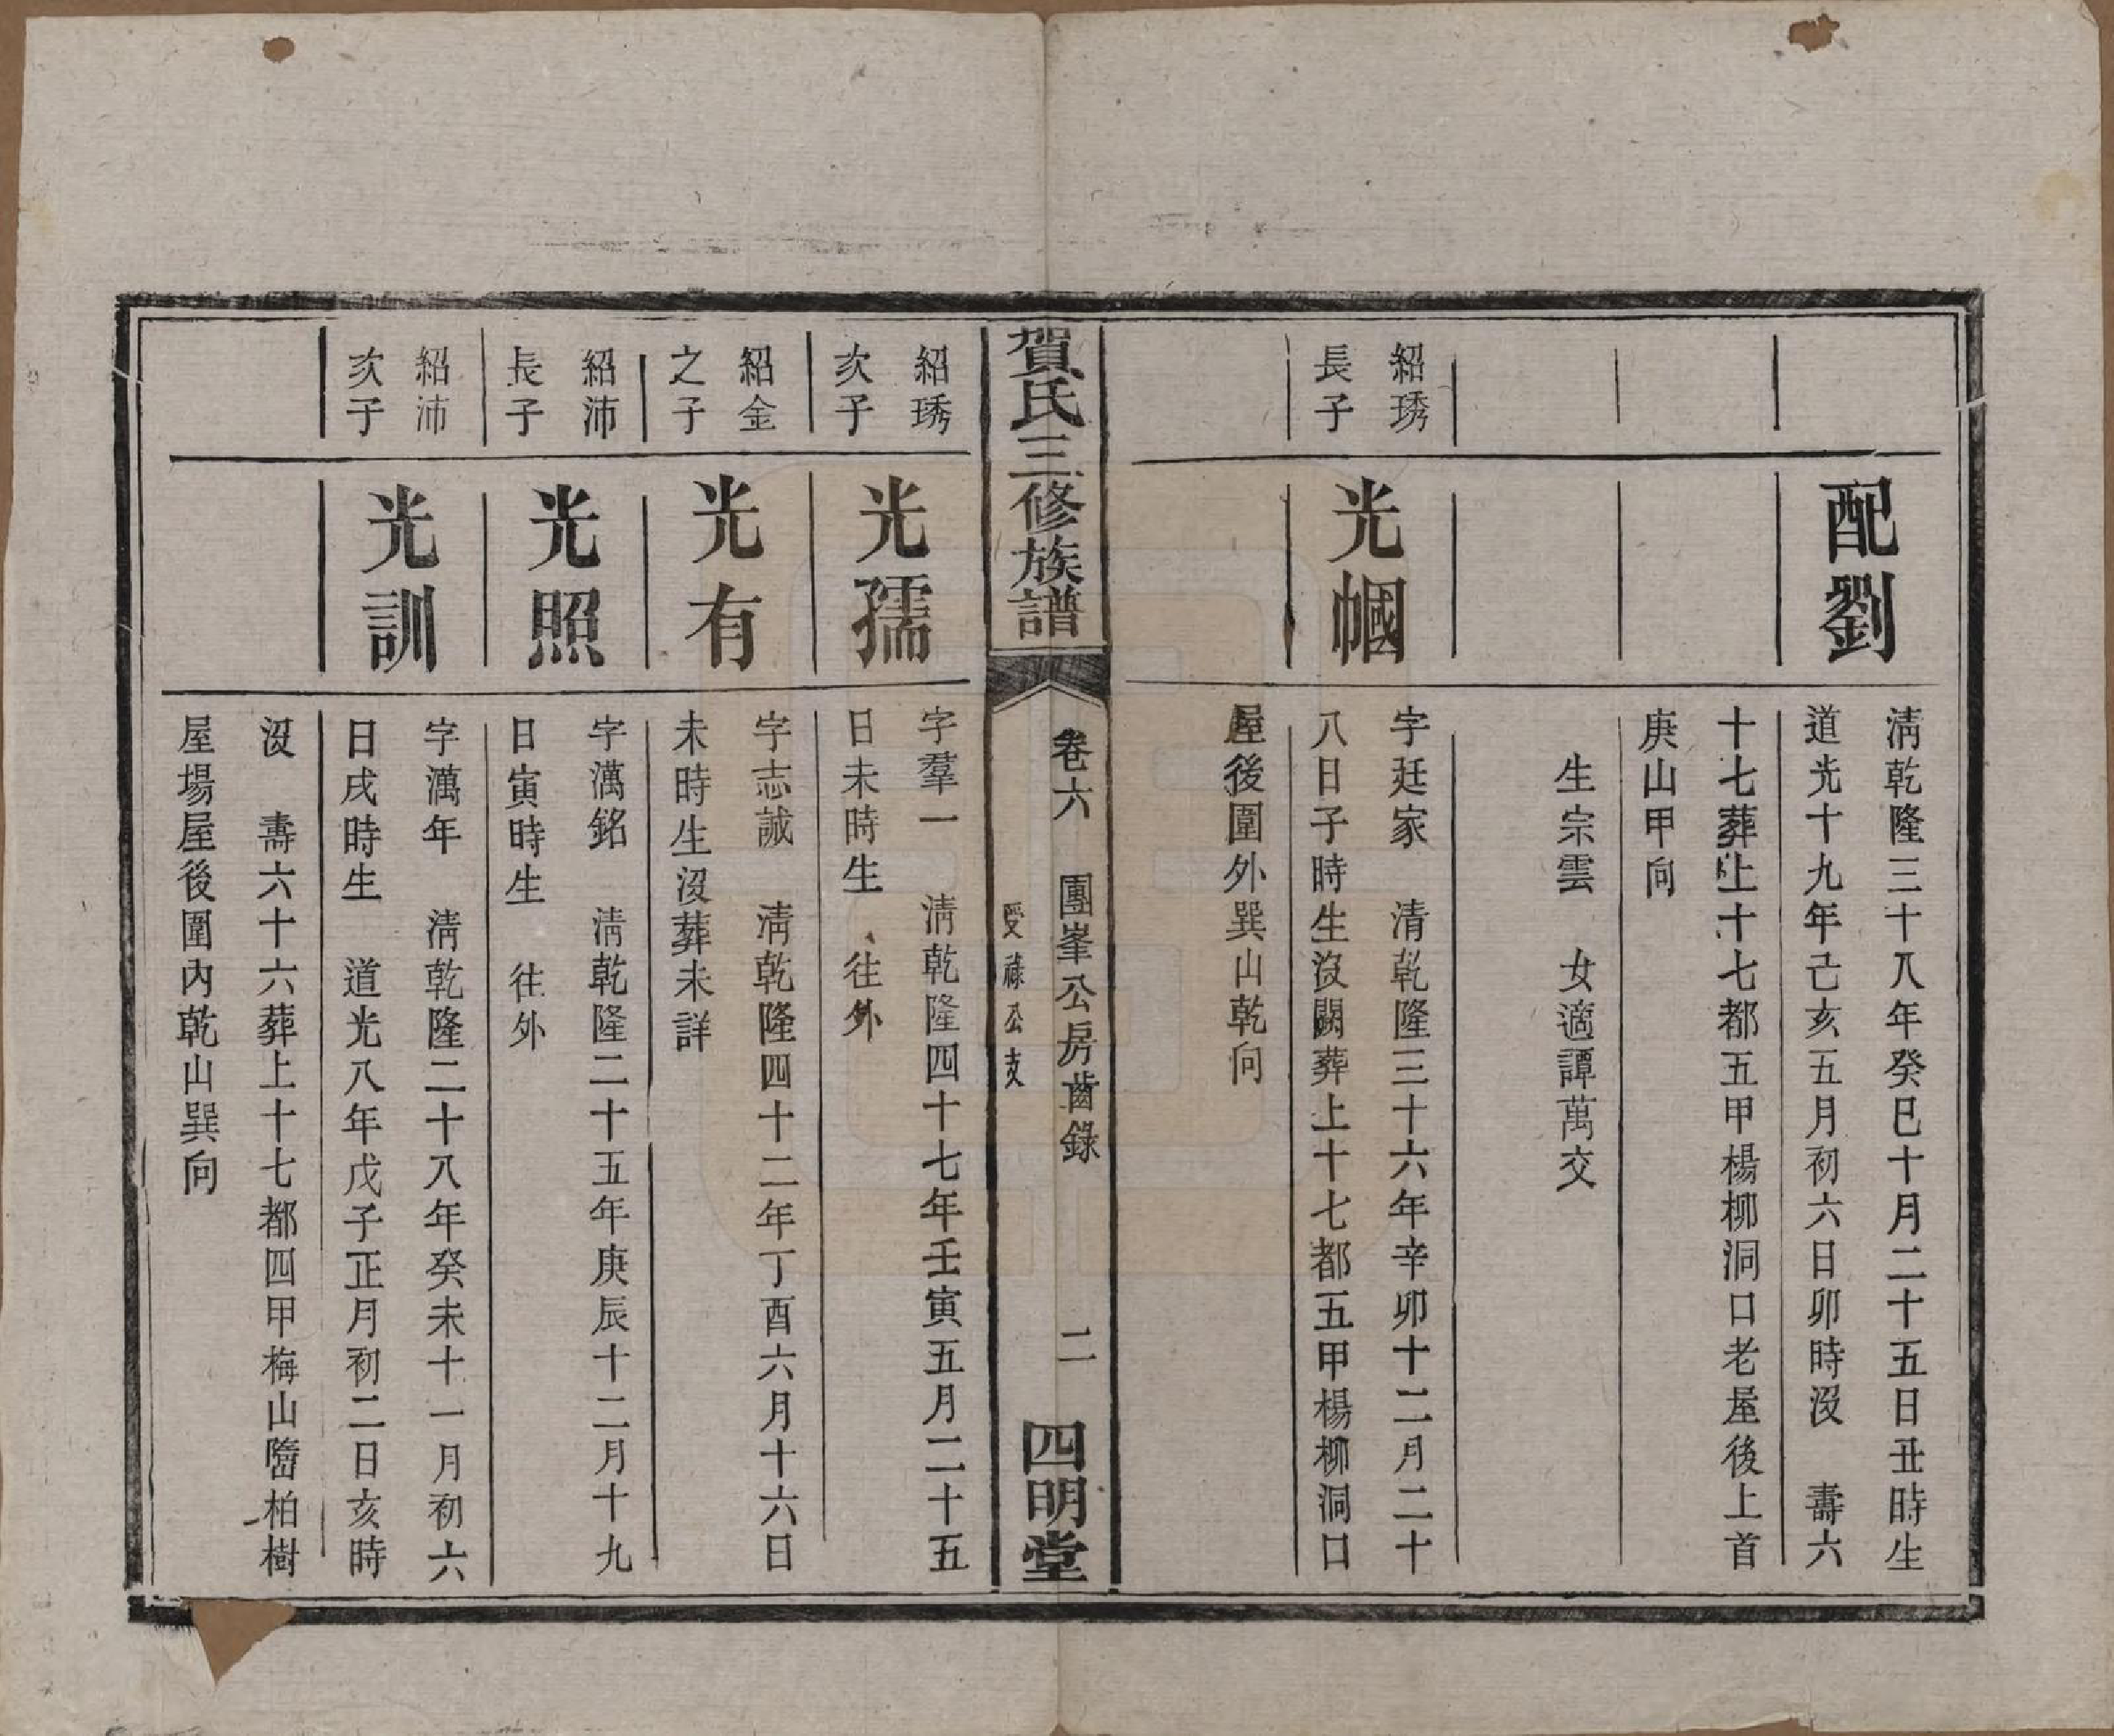 配劉
淸乾隆三十八年癸巳十月二十五日丑時生
道光十九年己亥五月初六日卯時沒　壽六
十七葬上十七都五甲楊柳洞口老屋後上首
庚山甲向
生宗雲　女適譚萬交
紹琇
長子
光幗
字廷家　清乾隆三十六年辛卯十二月二十
八日子時生沒闕葬上十七都五甲楊柳洞口
屋後圍外巽山乾向
賀氏三修族譜
卷六　團峯公房齒錄
受祿公支
二
四明堂
紹琇
次子
光孺
字羣一　淸乾隆四十七年壬寅五月二十五
日未時生　往外
紹金
之子
光有
字志誠　淸乾隆四十二年丁酉六月十六日
未時生沒葬未詳
紹沛
長子
光照
字滿銘　淸乾隆二十五年庚辰十二月十九
日寅時生　往外
紹沛
次子
光訓
字滿年　淸乾隆二十八年癸未十一月初六
日戌時生　道光八年戊子正月初二日亥時
沒　壽六十六葬上十七都四甲梅山柏樹
屋場屋後圍內乾山巽向